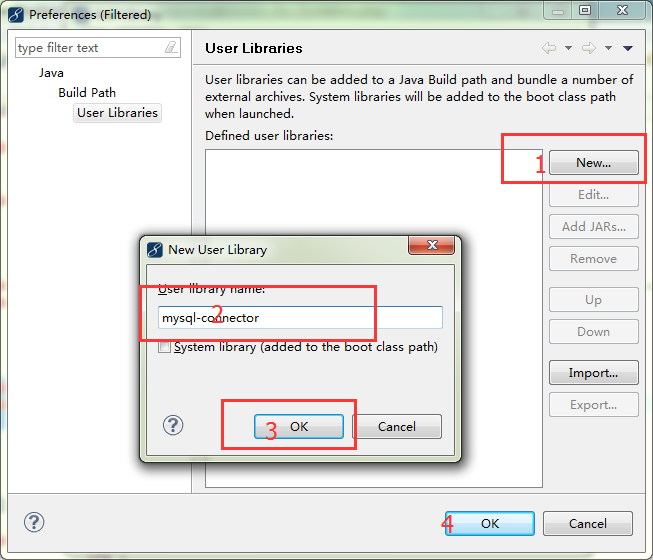 Preferences (Filtered)
type filter text
Java
Build Path
User Libraries
User Libraries
User libraries can be added to a Java Build path and bundle a number of
external archives. System libraries will be added to the boot class path
when launched.
Defined user libraries:
1
New...
Edit...
Add JARs...
Remove
Up
Down
Import...
Export...
New User Library
User library name:
2
mysql-connector
System library (added to the boot class path)
3
OK
Cancel
4
OK
Cancel